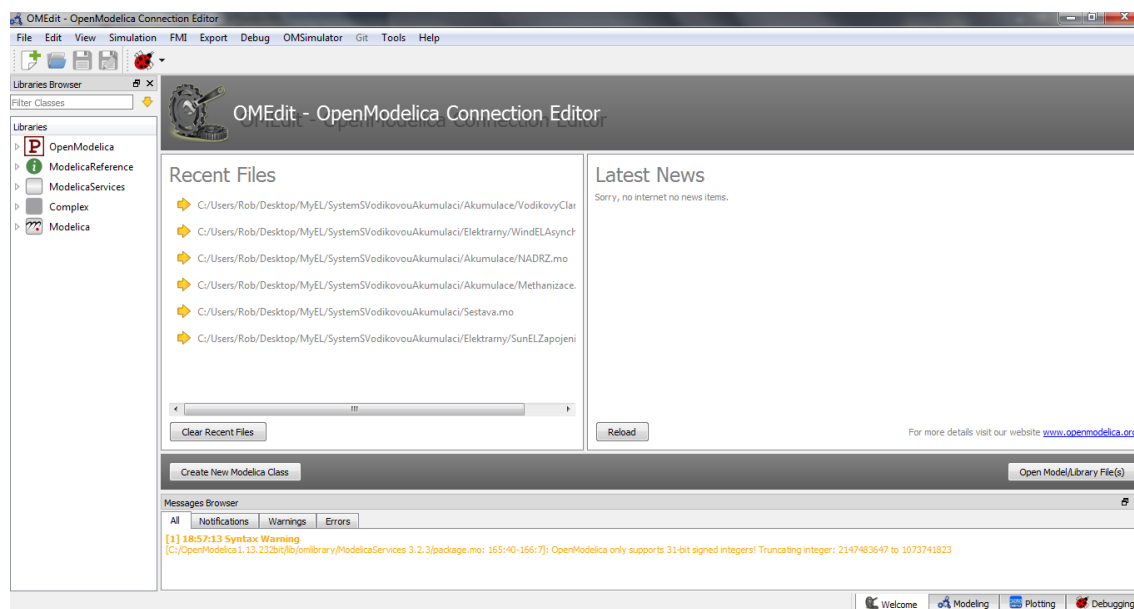 OMEdit - OpenModelica Connection Editor
File Edit View Simulation FMI Export Debug OMSimulator Git Tools Help
Libraries Browser
Filter Classes
Libraries
OpenModelica
ModelicaReference
ModelicaServices
Complex
Modelica
OMEdit - OpenModelica Connection Editor
Recent Files
C:/Users/Rob/Desktop/MyEL/SystemSVodikovouAkumulaci/Akumulace/VodikovyClar
C:/Users/Rob/Desktop/MyEL/SystemSVodikovouAkumulaci/Elektrarny/WindELAsynch
C:/Users/Rob/Desktop/MyEL/SystemSVodikovouAkumulaci/Akumulace/NADRZ.mo
C:/Users/Rob/Desktop/MyEL/SystemSVodikovouAkumulaci/Akumulace/Methanizace.
C:/Users/Rob/Desktop/MyEL/SystemSVodikovouAkumulaci/Sestava.mo
C:/Users/Rob/Desktop/MyEL/SystemSVodikovouAkumulaci/Elektrarny/SunELZapojeni
Clear Recent Files
Latest News
Sorry, no internet no news items.
Reload
For more details visit our website www.openmodelica.org
Create New Modelica Class
Open Model/Library File(s)
Messages Browser
All Notifications Warnings Errors
[1] 18:57:13 Syntax Warning
[C:/OpenModelica1.13.232bit/lib/omlibrary/ModelicaServices 3.2.3/package.mo: 165:40-166:7]: OpenModelica only supports 31-bit signed integers! Truncating integer: 2147483647 to 1073741823
Welcome Modeling Plotting Debugging